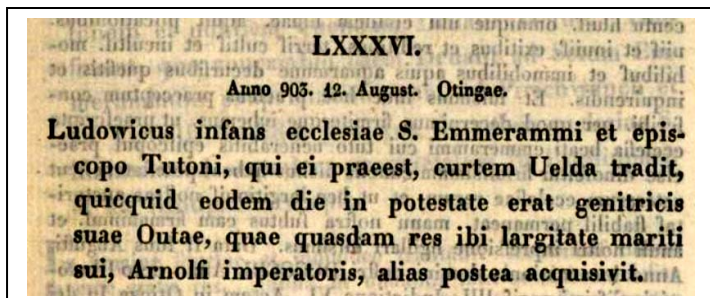 LXXXVI.
Anno 903. 12. August. Otingae.
Ludowicus infans ecclesiae S. Emmerammi et epis-
copo Tutoni, qui ei praeest, curtem Uelda tradit,
quicquid eodem die in potestate erat genitricis
suae Outae, quae quasdam res ibi largitate mariti
sui, Arnolfi imperatoris, alias postea acquisivit.